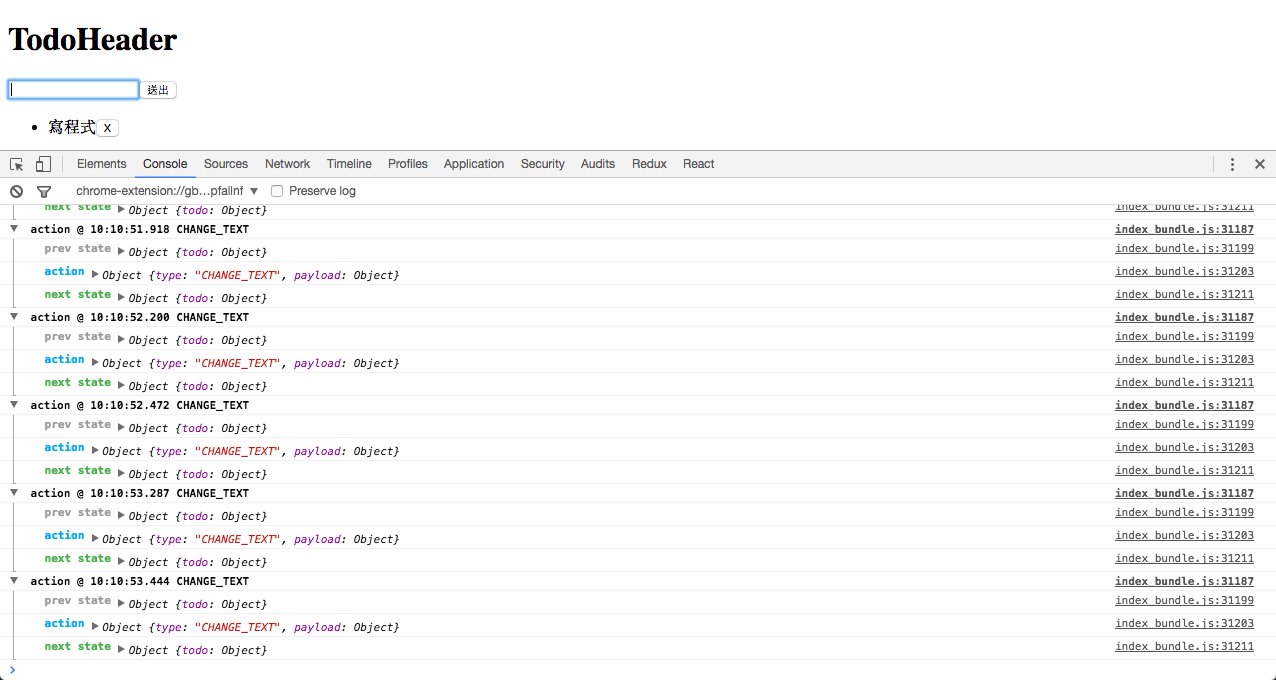 TodoHeader
送出
寫程式 X
Elements Console Sources Network Timeline Profiles Application Security Audits Redux React
chrome-extension://gb…pfallnf Preserve log
next state Object {todo: Object} index_bundle.js:31211
action @ 10:10:51.918 CHANGE_TEXT index_bundle.js:31187
prev state Object {todo: Object} index_bundle.js:31199
action Object {type: "CHANGE_TEXT", payload: Object} index_bundle.js:31203
next state Object {todo: Object} index_bundle.js:31211
action @ 10:10:52.200 CHANGE_TEXT index_bundle.js:31187
prev state Object {todo: Object} index_bundle.js:31199
action Object {type: "CHANGE_TEXT", payload: Object} index_bundle.js:31203
next state Object {todo: Object} index_bundle.js:31211
action @ 10:10:52.472 CHANGE_TEXT index_bundle.js:31187
prev state Object {todo: Object} index_bundle.js:31199
action Object {type: "CHANGE_TEXT", payload: Object} index_bundle.js:31203
next state Object {todo: Object} index_bundle.js:31211
action @ 10:10:53.287 CHANGE_TEXT index_bundle.js:31187
prev state Object {todo: Object} index_bundle.js:31199
action Object {type: "CHANGE_TEXT", payload: Object} index_bundle.js:31203
next state Object {todo: Object} index_bundle.js:31211
action @ 10:10:53.444 CHANGE_TEXT index_bundle.js:31187
prev state Object {todo: Object} index_bundle.js:31199
action Object {type: "CHANGE_TEXT", payload: Object} index_bundle.js:31203
next state Object {todo: Object} index_bundle.js:31211